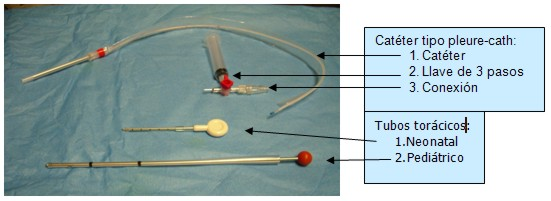 Catéter tipo pleure-cath:
1. Catéter
2. Llave de 3 pasos
3. Conexión
Tubos torácicos:
1.Neonatal
2.Pediátrico